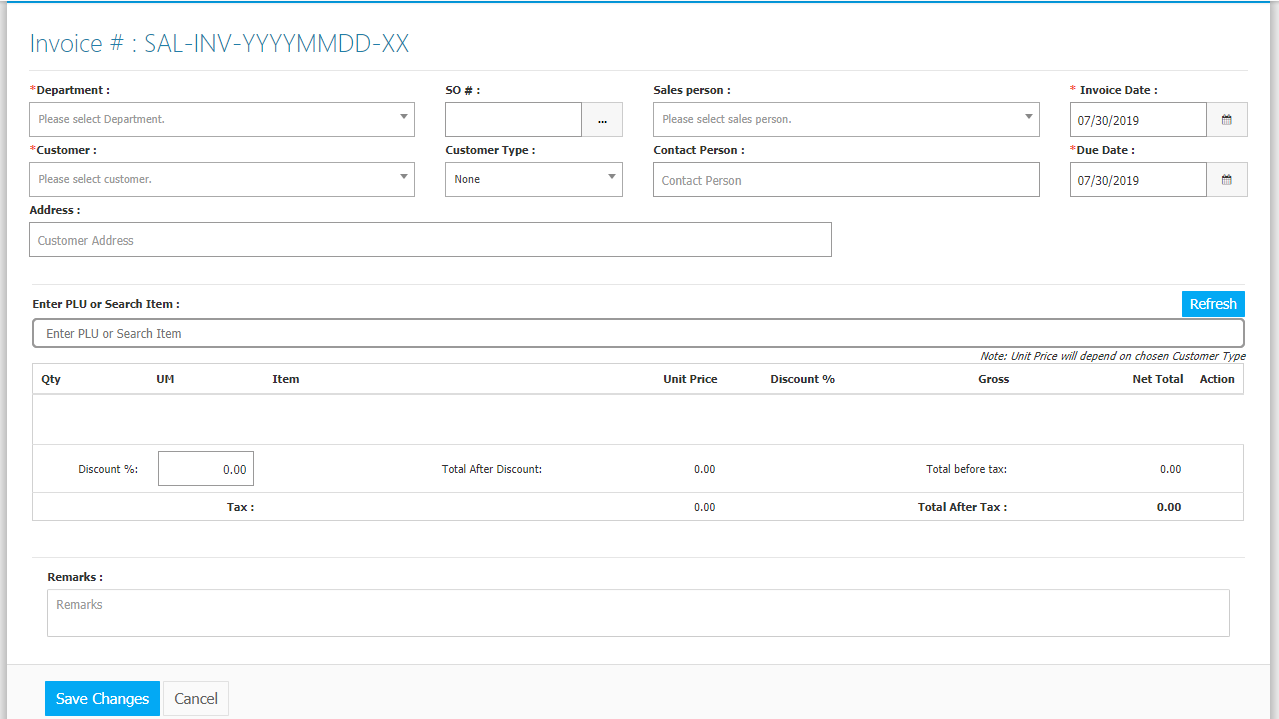 Invoice # : SAL-INV-YYYYMMDD-XX
*Department : SO # : Sales person : * Invoice Date :
Please select Department. ... Please select sales person. 07/30/2019
*Customer : Customer Type : Contact Person : *Due Date :
Please select customer. None Contact Person 07/30/2019
Address :
Customer Address
Enter PLU or Search Item : Refresh
Enter PLU or Search Item
Note: Unit Price will depend on chosen Customer Type
Qty UM Item Unit Price Discount % Gross Net Total Action
Discount %: 0.00 Total After Discount: 0.00 Total before tax: 0.00
Tax : 0.00 Total After Tax : 0.00
Remarks :
Remarks
Save Changes Cancel